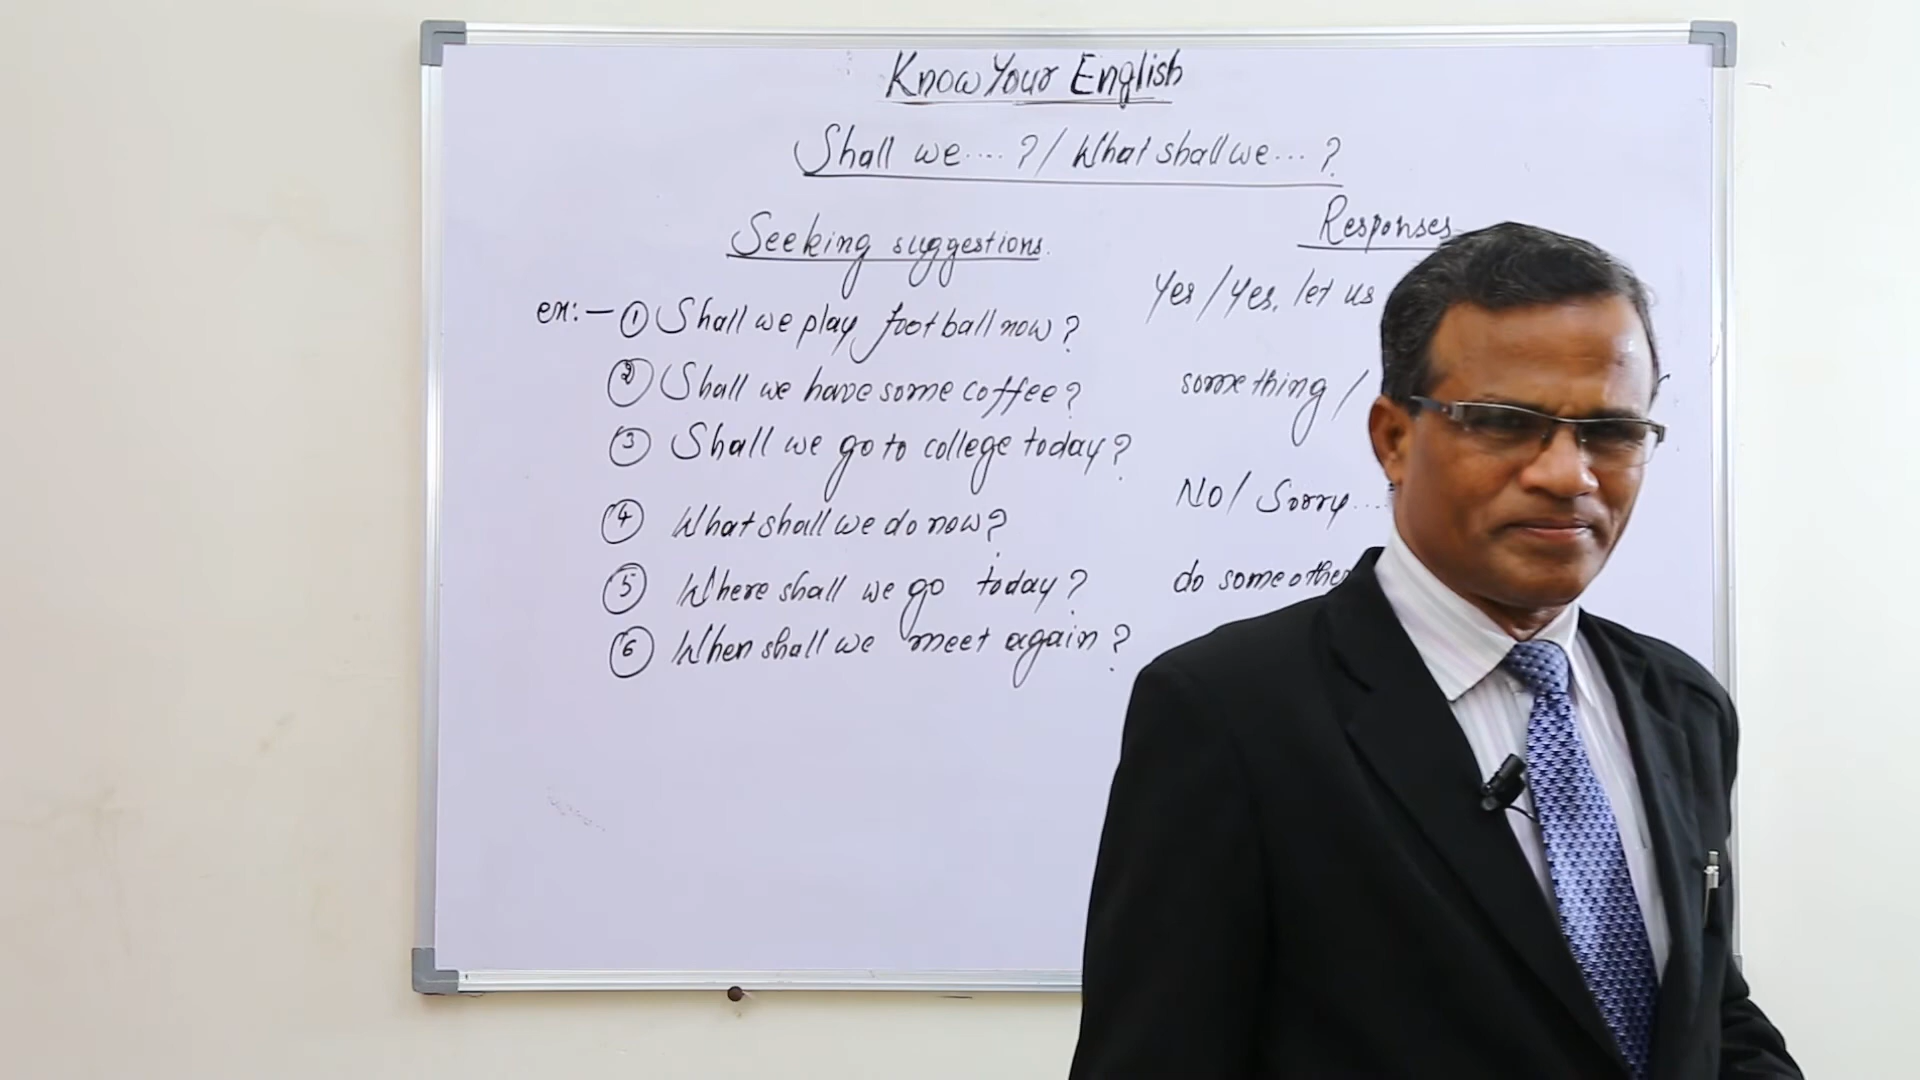 Know Your English
Shall we....?/ What shall we...?
Seeking suggestions.
ex:- ① Shall we play football now?
② Shall we have some coffee?
③ Shall we go to college today?
④ What shall we do now?
⑤ Where shall we go today?
⑥ When shall we meet again?
Responses
Yes / Yes, let us
something /
No / Sorry....
do some other